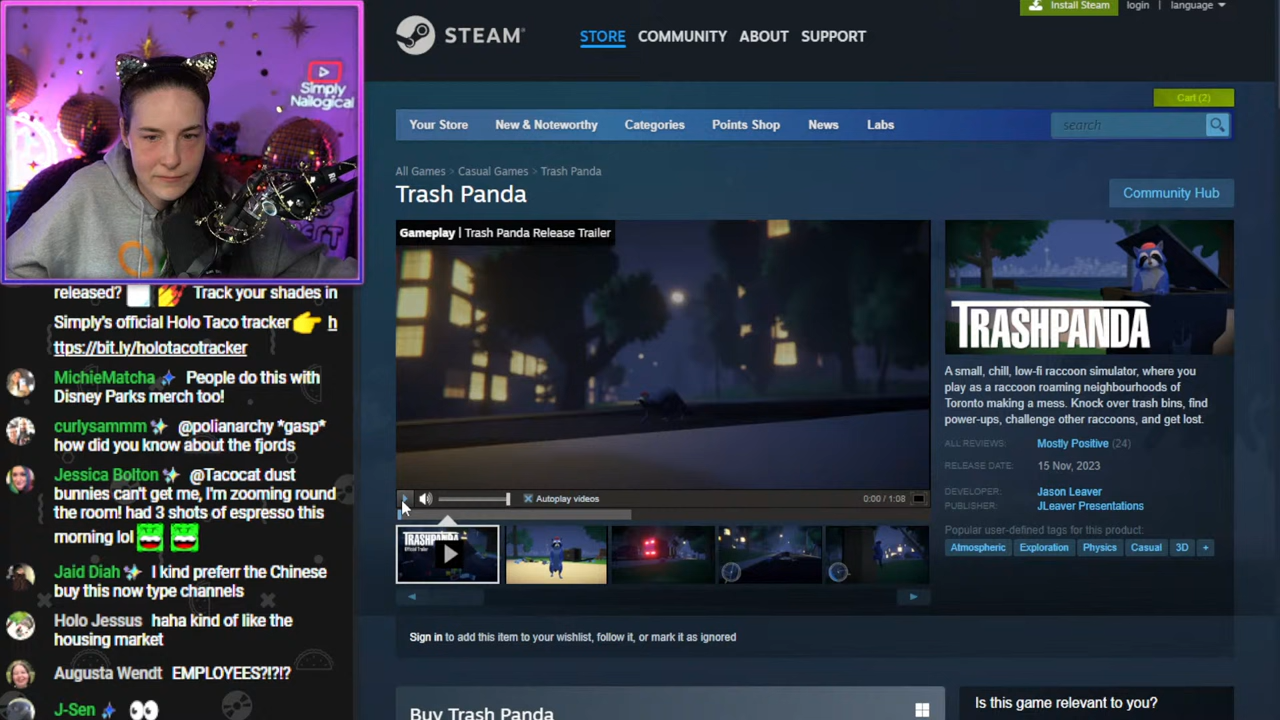 Simply
Nailogical
released? Track your shades in
Simply's official Holo Taco tracker h
ttps://bit.ly/holotacotracker
MichieMatcha People do this with
Disney Parks merch too!
curlysammm @polianarchy *gasp*
how did you know about the fjords
Jessica Bolton @Tacocat dust
bunnies can't get me, I'm zooming round
the room! had 3 shots of espresso this
morning lol
Jaid Diah I kind preferr the Chinese
buy this now type channels
Holo Jessus haha kind of like the
housing market
Augusta Wendt EMPLOYEES?!?!?
J-Sen
Install Steam login language
STEAM
STORE COMMUNITY ABOUT SUPPORT
Cart (2)
Your Store New & Noteworthy Categories Points Shop News Labs search
All Games > Casual Games > Trash Panda
Trash Panda
Community Hub
Gameplay | Trash Panda Release Trailer
Autoplay videos 0:00 / 1:08
TRASHPANDA
TRASHPANDA
A small, chill, low-fi raccoon simulator, where you
play as a raccoon roaming neighbourhoods of
Toronto making a mess. Knock over trash bins, find
power-ups, challenge other raccoons, and get lost.
ALL REVIEWS: Mostly Positive (24)
RELEASE DATE: 15 Nov, 2023
DEVELOPER: Jason Leaver
PUBLISHER: JLeaver Presentations
Popular user-defined tags for this product:
Atmospheric Exploration Physics Casual 3D +
Sign in to add this item to your wishlist, follow it, or mark it as ignored
Buy Trash Panda
Is this game relevant to you?